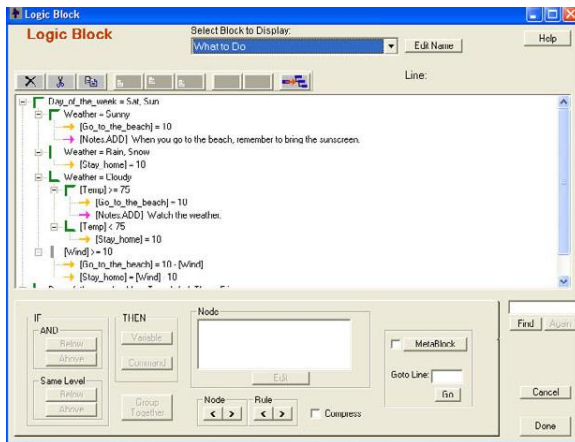 Logic Block
Logic Block
Select Block to Display:
What to Do
Edit Name
Help
Line:
Day_of_the_week = Sat, Sun
Weather = Sunny
[Go_to_the_beach] = 10
[Notes.ADD] When you go to the beach, remember to bring the sunscreen.
Weather = Rain, Snow
[Stay_home] = 10
Weather = Cloudy
[Temp] >= 75
[Go_to_the_beach] = 10
[Notes.ADD] Watch the weather.
[Temp] < 75
[Stay_home] = 10
[Wind] >= 10
[Go_to_the_beach] = 10 - [Wind]
[Stay_home] = [Wind] 10
IF
AND
Below
Above
Same Level
Below
Above
THEN
Variable
Command
Group
Together
Node
Edit
Node
< >
Rule
< >
Compress
MetaBlock
Goto Line:
Go
Find
Again
Cancel
Done